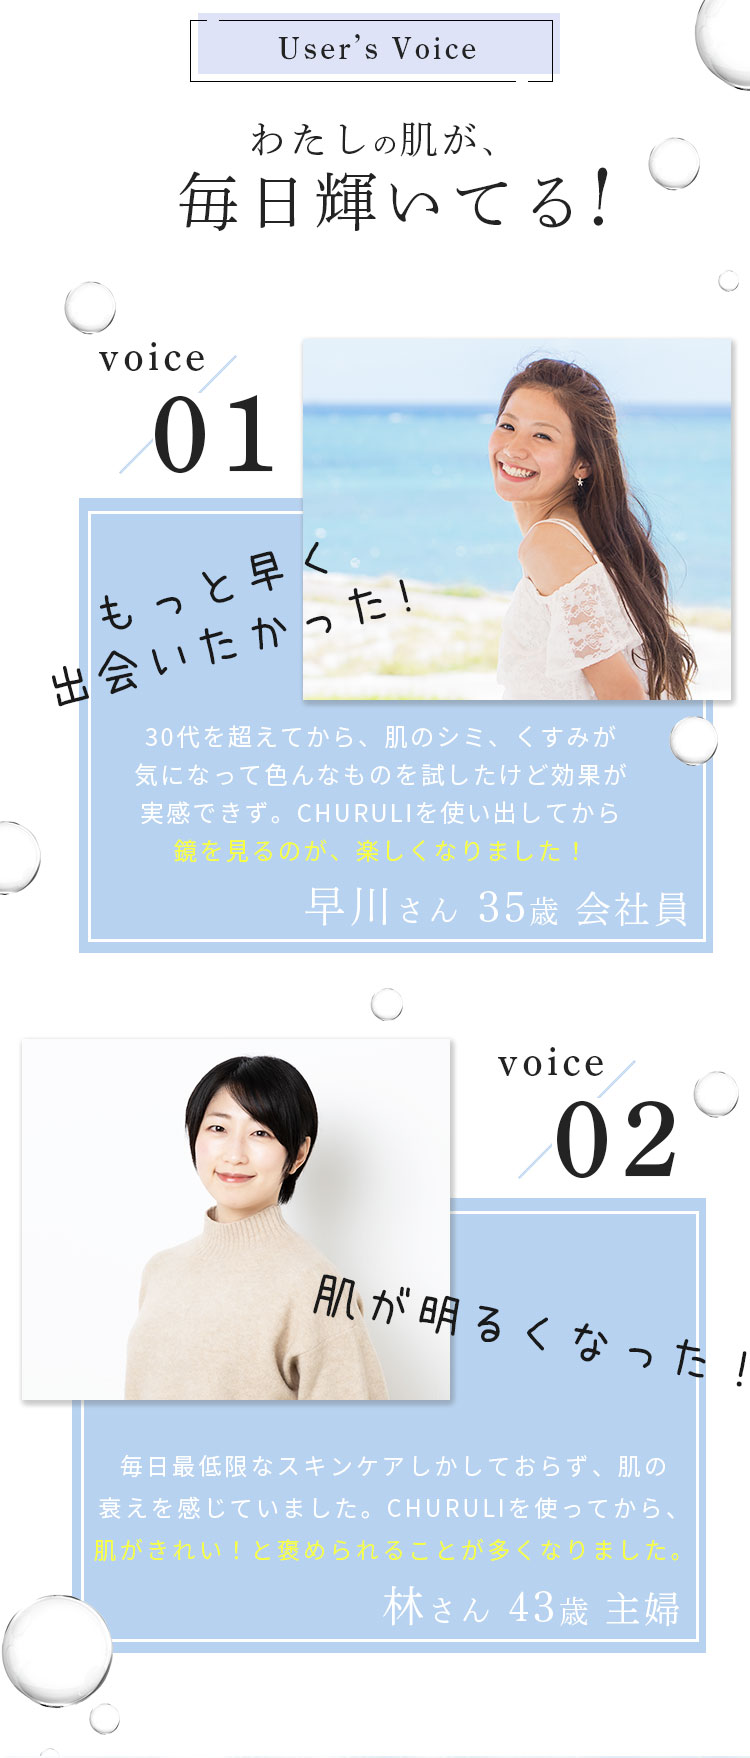 User's Voice
わたしの肌が、
毎日輝いてる!
voice
01
もっと早く
出会いたかった!
30代を超えてから、肌のシミ、くすみが
気になって色んなものを試したけど効果が
実感できず。CHURULIを使い出してから
鏡を見るのが、楽しくなりました！
早川さん 35歳 会社員
voice
02
肌が明るくなった！
毎日最低限なスキンケアしかしておらず、肌の
衰えを感じていました。CHURULIを使ってから、
肌がきれい！と褒められることが多くなりました。
林さん 43歳 主婦